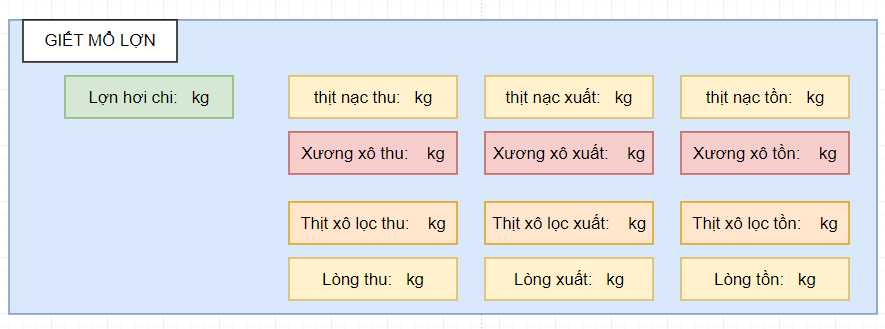 GIẾT MỔ LỢN
Lợn hơi chi: kg
thịt nạc thu: kg
thịt nạc xuất: kg
thịt nạc tồn: kg
Xương xô thu: kg
Xương xô xuất: kg
Xương xô tồn: kg
Thịt xô lọc thu: kg
Thịt xô lọc xuất: kg
Thịt xô lọc tồn: kg
Lòng thu: kg
Lòng xuất: kg
Lòng tồn: kg